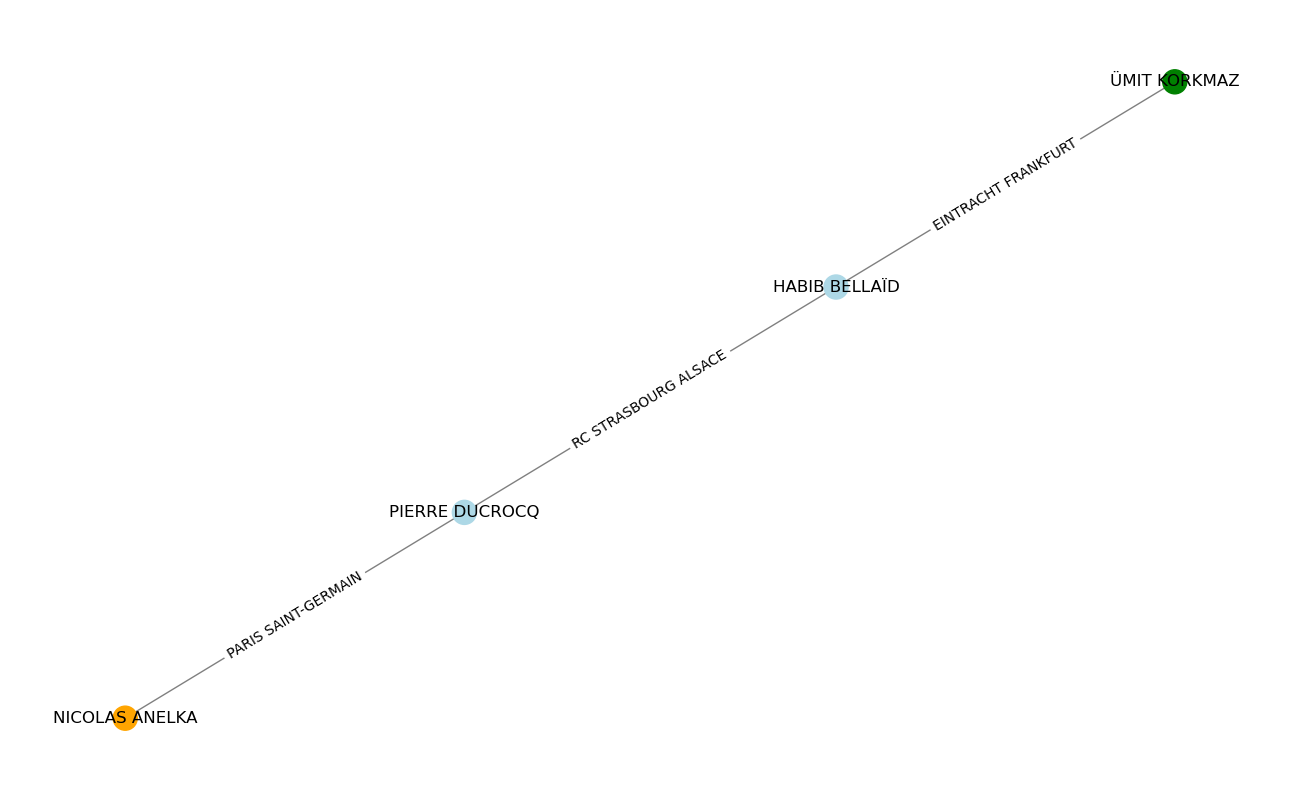 ÜMIT KORKMAZ
EINTRACHT FRANKFURT
HABIB BELLAÏD
RC STRASBOURG ALSACE
PIERRE DUCROCQ
PARIS SAINT-GERMAIN
NICOLAS ANELKA